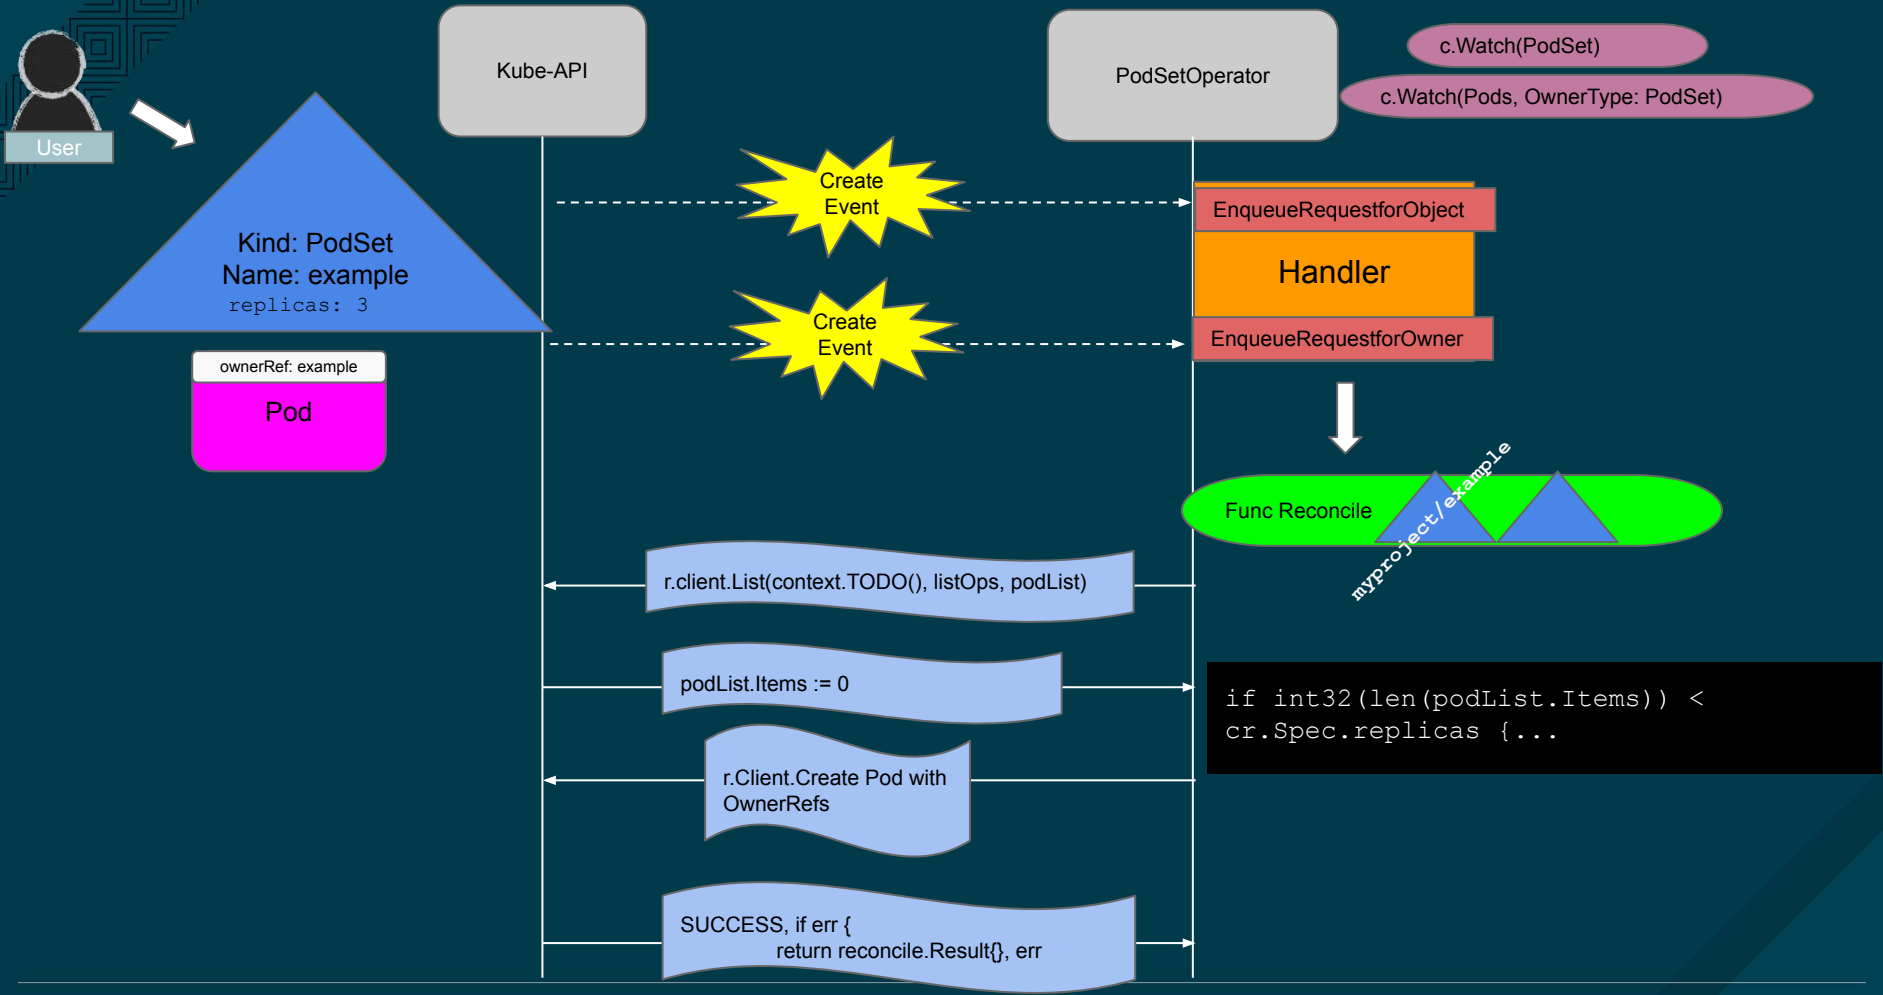 User
Kube-API
PodSetOperator
c.Watch(PodSet)
c.Watch(Pods, OwnerType: PodSet)
Kind: PodSet
Name: example
replicas: 3
ownerRef: example
Pod
Create
Event
Create
Event
EnqueueRequestforObject
Handler
EnqueueRequestforOwner
Func Reconcile
myproject/example
r.client.List(context.TODO(), listOps, podList)
podList.Items := 0
if int32(len(podList.Items)) <
cr.Spec.replicas {...
r.Client.Create Pod with
OwnerRefs
SUCCESS, if err {
return reconcile.Result{}, err